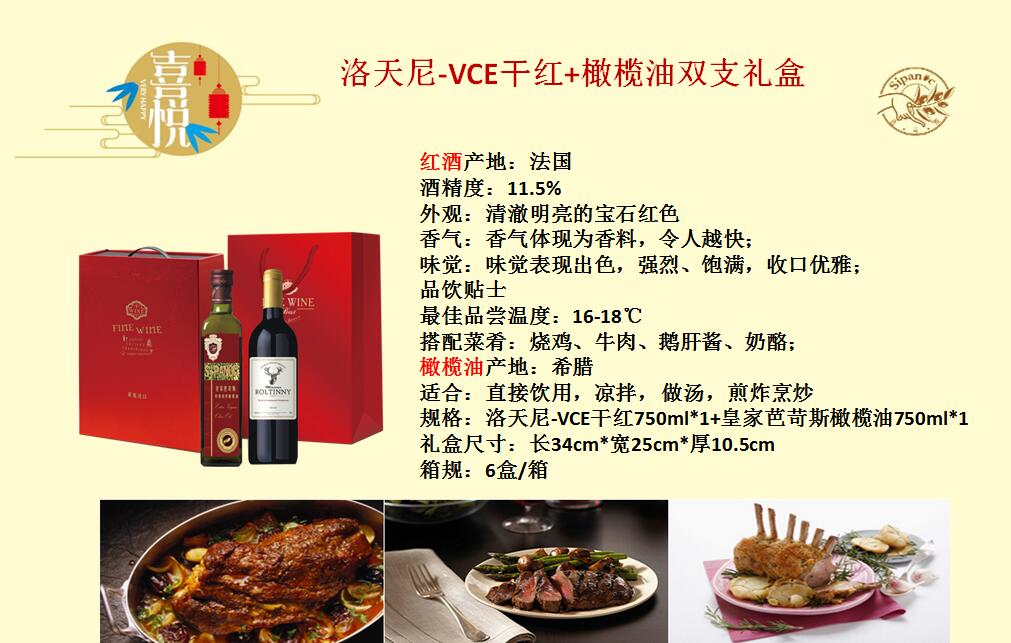 喜悦
VERY HAPPY
洛天尼-VCE干红+橄榄油双支礼盒
Sipanoc
红酒产地：法国
酒精度：11.5%
外观：清澈明亮的宝石红色
香气：香气体现为香料，令人越快；
味觉：味觉表现出色，强烈、饱满，收口优雅；
品饮贴士
最佳品尝温度：16-18℃
搭配菜肴：烧鸡、牛肉、鹅肝酱、奶酪；
橄榄油产地：希腊
适合：直接饮用，凉拌，做汤，煎炸烹炒
规格：洛天尼-VCE干红750ml*1+皇家芭苛斯橄榄油750ml*1
礼盒尺寸：长34cm*宽25cm*厚10.5cm
箱规：6盒/箱
WINE
FINE WINE
E WINE
ROLTINNY